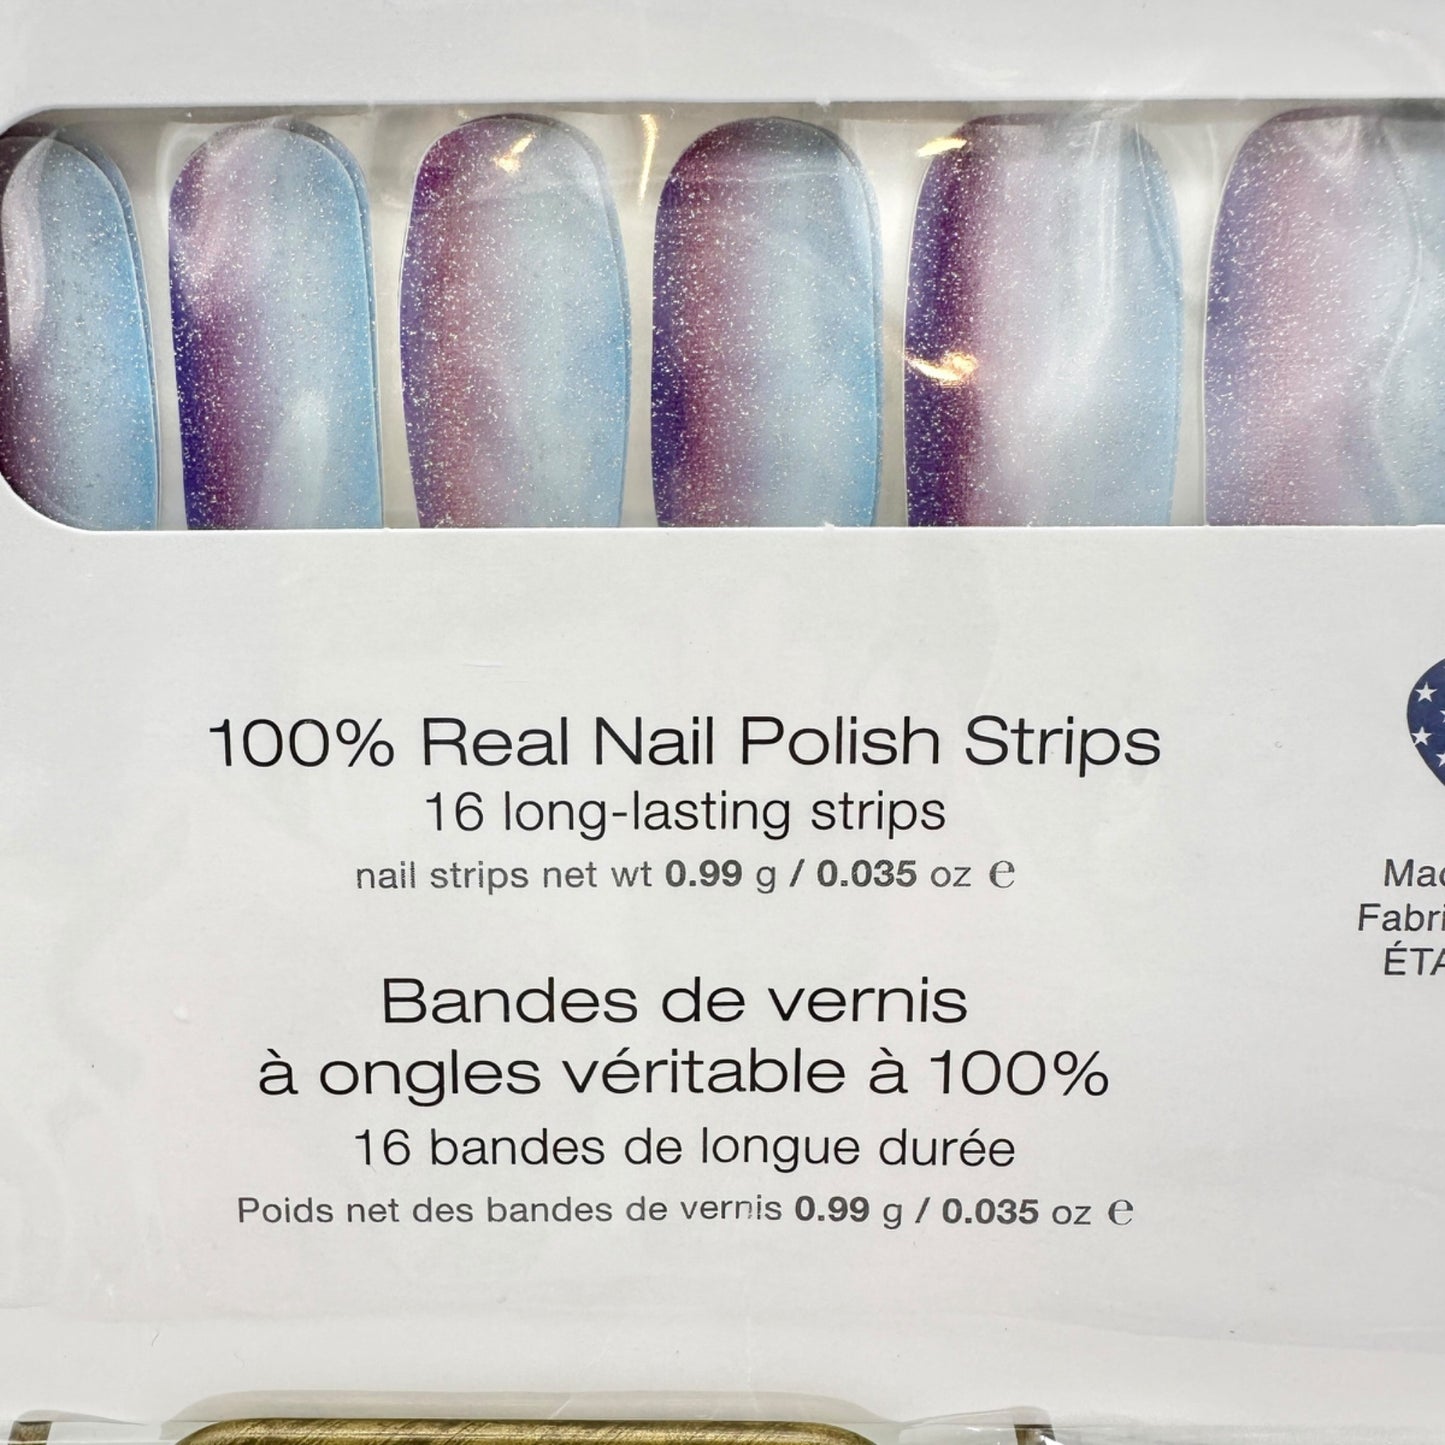 100% Real Nail Polish Strips
16 long-lasting strips
nail strips net wt 0.99 g / 0.035 oz ℮
Bandes de vernis
à ongles véritable à 100%
16 bandes de longue durée
Poids net des bandes de vernis 0.99 g / 0.035 oz ℮